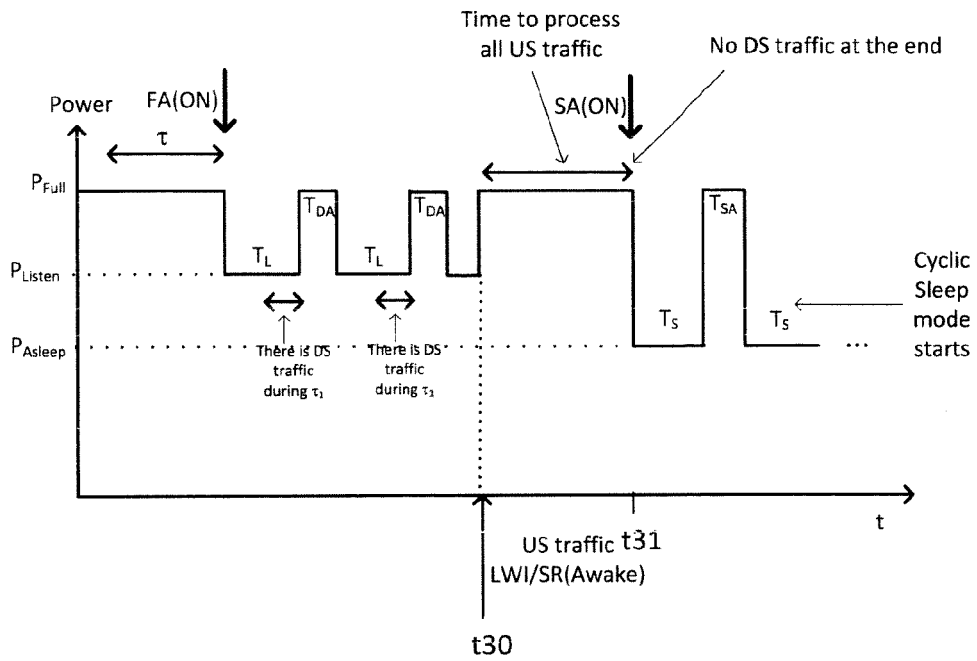 Time to process
all US traffic
No DS traffic at the end
Power
FA(ON)
SA(ON)
τ
PFull
TDA
TDA
TSA
TL
TL
PListen
Cyclic
Sleep
mode
starts
TS
TS
PAsleep
...
There is DS
traffic
during τ1
There is DS
traffic
during τ1
t
US traffic
t31
LWI/SR(Awake)
t30